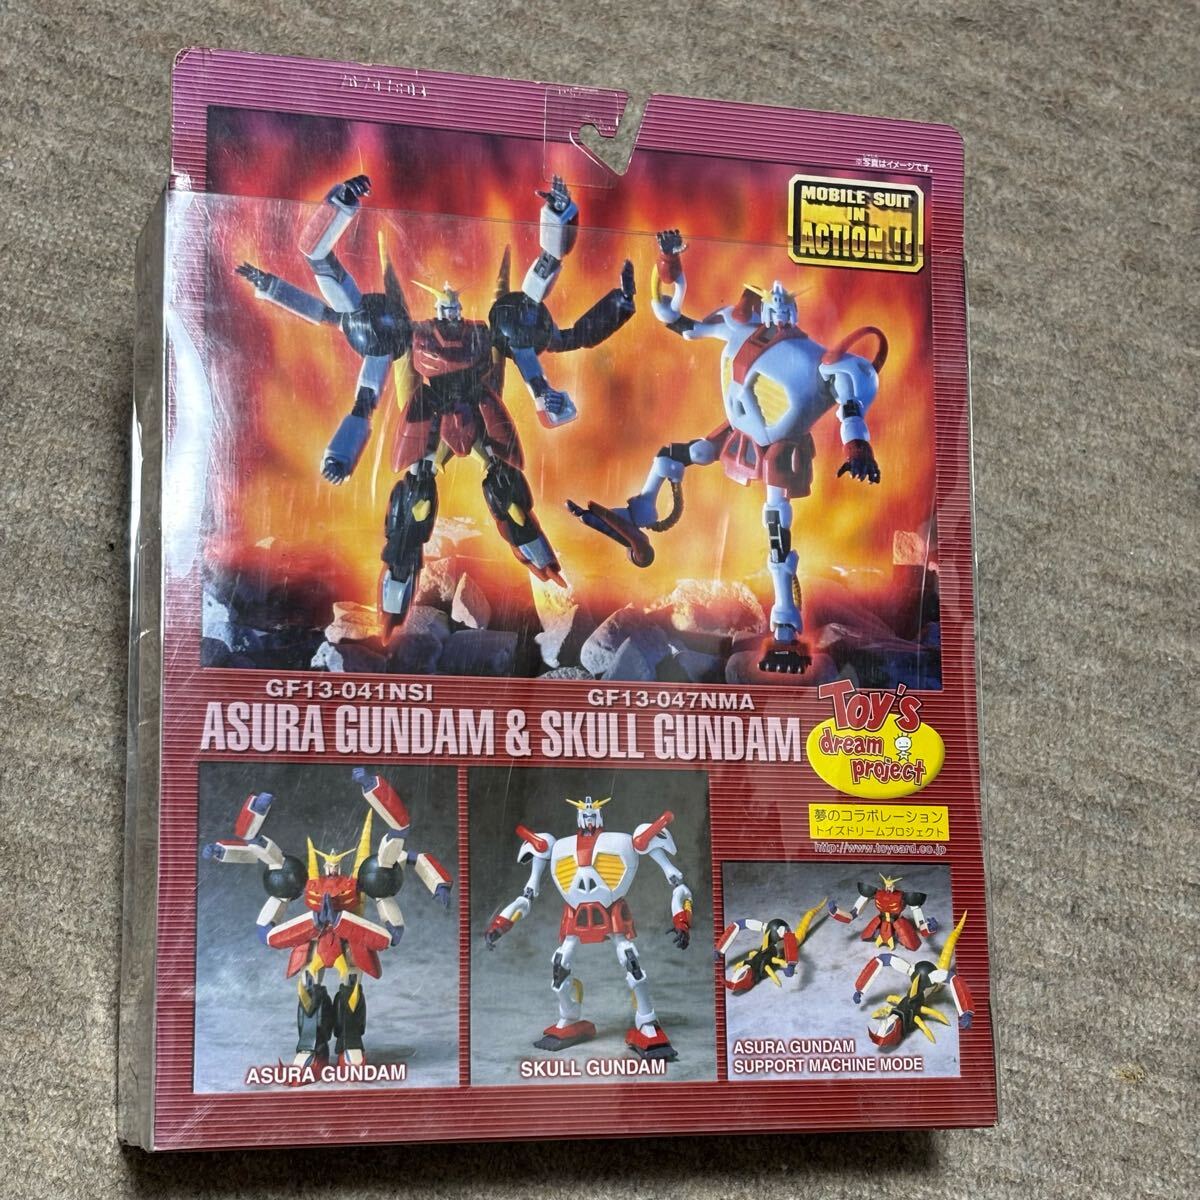 ※写真はイメージです。
MOBILE SUIT
IN
ACTION!!
GF13-041NSI
GF13-047NMA
ASURA GUNDAM & SKULL GUNDAM
Toy's
dream
project
夢のコラボレーション
トイズドリームプロジェクト
http://www.toycard.co.jp
ASURA GUNDAM
SKULL GUNDAM
ASURA GUNDAM
SUPPORT MACHINE MODE